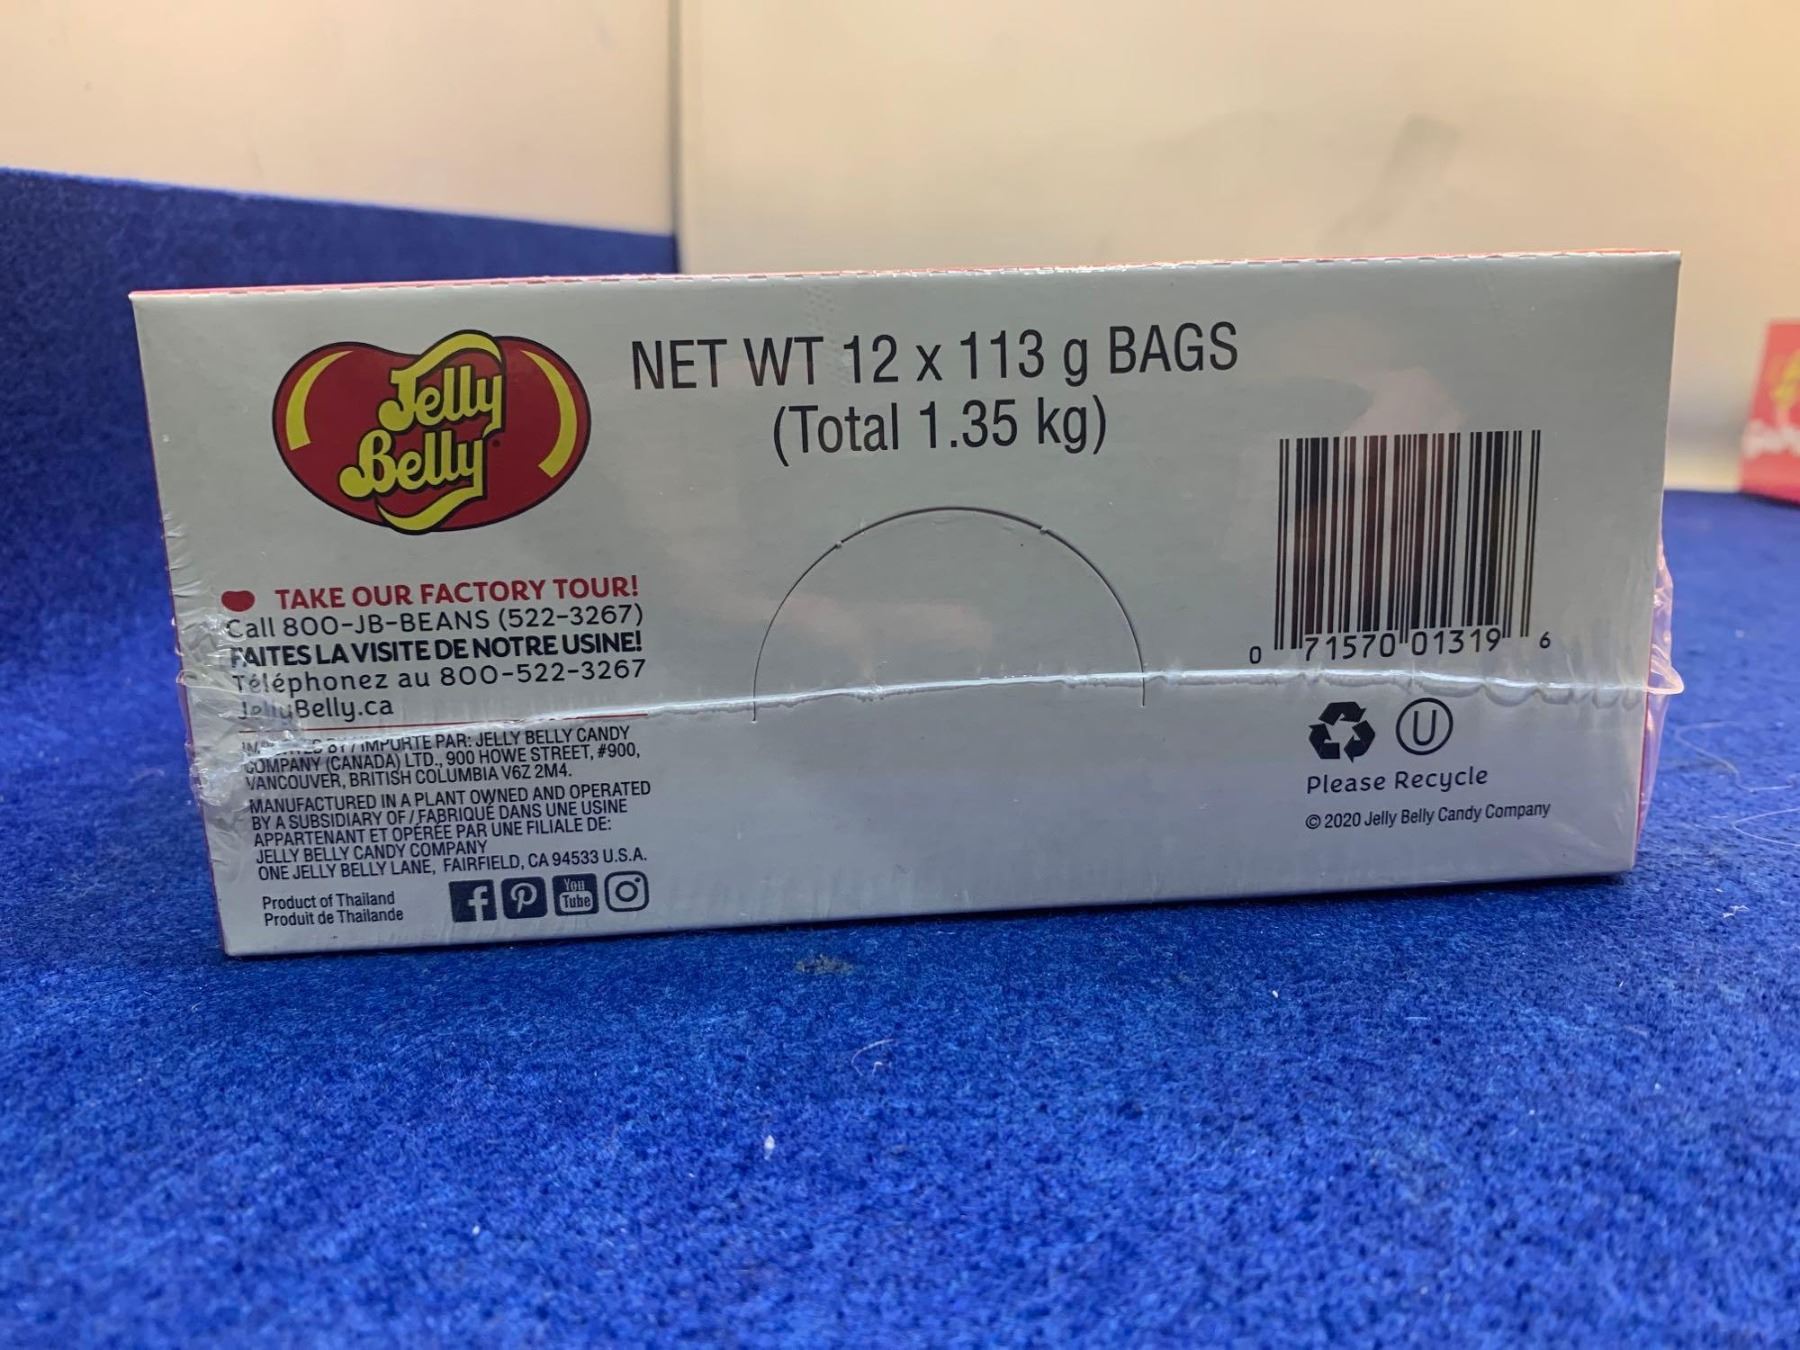 Jelly
Belly
NET WT 12 x 113 g BAGS
(Total 1.35 kg)
TAKE OUR FACTORY TOUR!
Call 800-JB-BEANS (522-3267)
FAITES LA VISITE DE NOTRE USINE!
Téléphonez au 800-522-3267
JellyBelly.ca
IMPORTÉ PAR: JELLY BELLY CANDY
COMPANY (CANADA) LTD., 900 HOWE STREET, #900,
VANCOUVER, BRITISH COLUMBIA V6Z 2M4.
MANUFACTURED IN A PLANT OWNED AND OPERATED
BY A SUBSIDIARY OF / FABRIQUÉ DANS UNE USINE
APPARTENANT ET OPÉRÉE PAR UNE FILIALE DE:
JELLY BELLY CANDY COMPANY
ONE JELLY BELLY LANE, FAIRFIELD, CA 94533 U.S.A.
Product of Thailand
Produit de Thaïlande
You
Tube
0 71570 01319 6
U
Please Recycle
© 2020 Jelly Belly Candy Company